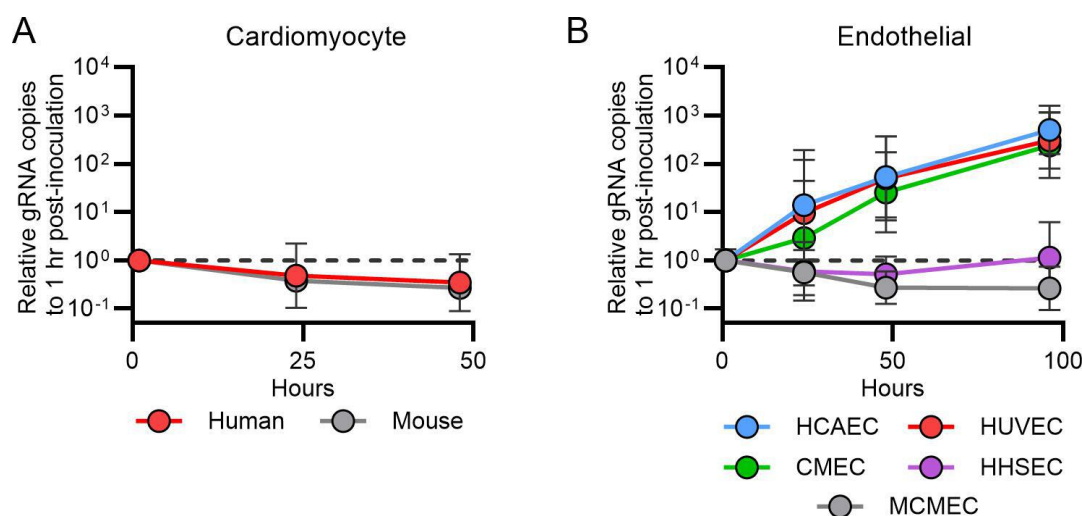 A
Cardiomyocyte
Relative gRNA copies
to 1 hr post-inoculation
10⁴
10³
10²
10¹
10⁰
10⁻¹
0
25
50
Hours
Human
Mouse
B
Endothelial
Relative gRNA copies
to 1 hr post-inoculation
10⁴
10³
10²
10¹
10⁰
10⁻¹
0
50
100
Hours
HCAEC
HUVEC
CMEC
HHSEC
MCMEC